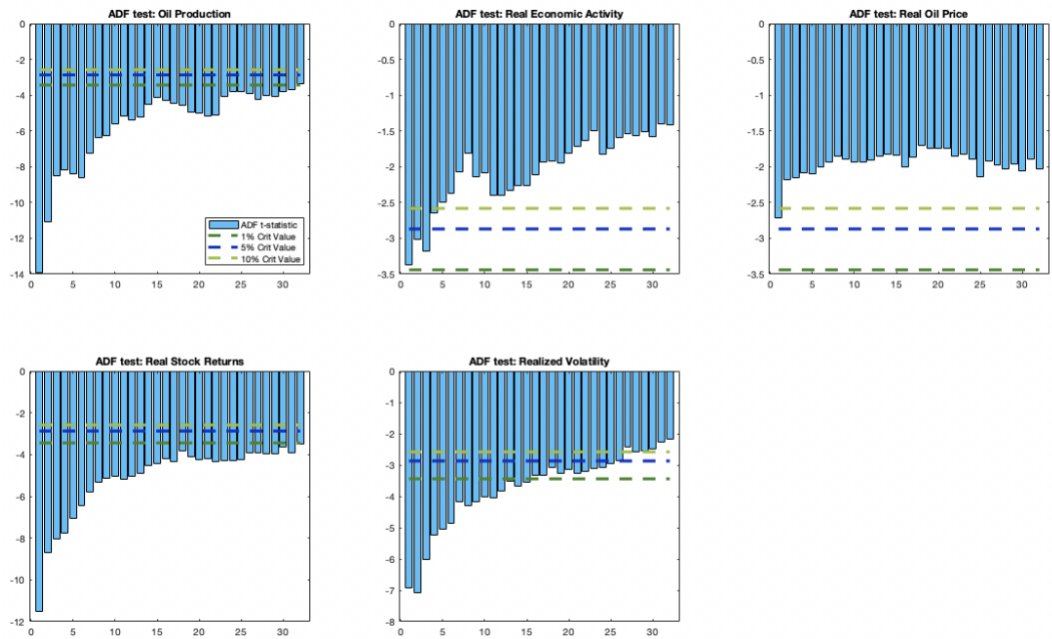 ADF test: Oil Production
0
-2
-4
-6
-8
-10
-12
-14
0 5 10 15 20 25 30
ADF t-statistic
1% Crit Value
5% Crit Value
10% Crit Value
ADF test: Real Economic Activity
0
-0.5
-1
-1.5
-2
-2.5
-3
-3.5
0 5 10 15 20 25 30
ADF test: Real Oil Price
0
-0.5
-1
-1.5
-2
-2.5
-3
-3.5
0 5 10 15 20 25 30
ADF test: Real Stock Returns
0
-2
-4
-6
-8
-10
-12
0 5 10 15 20 25 30
ADF test: Realized Volatility
0
-1
-2
-3
-4
-5
-6
-7
-8
0 5 10 15 20 25 30